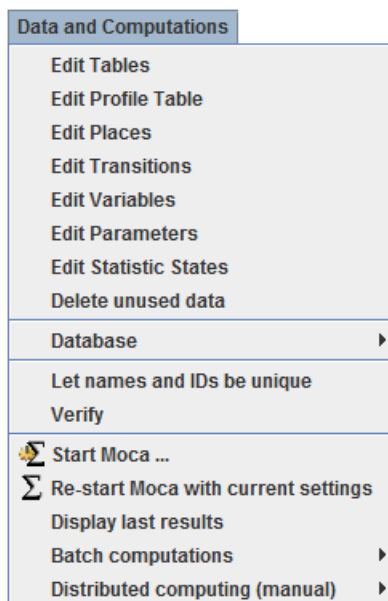 Data and Computations
Edit Tables
Edit Profile Table
Edit Places
Edit Transitions
Edit Variables
Edit Parameters
Edit Statistic States
Delete unused data
Database
Let names and IDs be unique
Verify
Σ Start Moca ...
Σ Re-start Moca with current settings
Display last results
Batch computations
Distributed computing (manual)